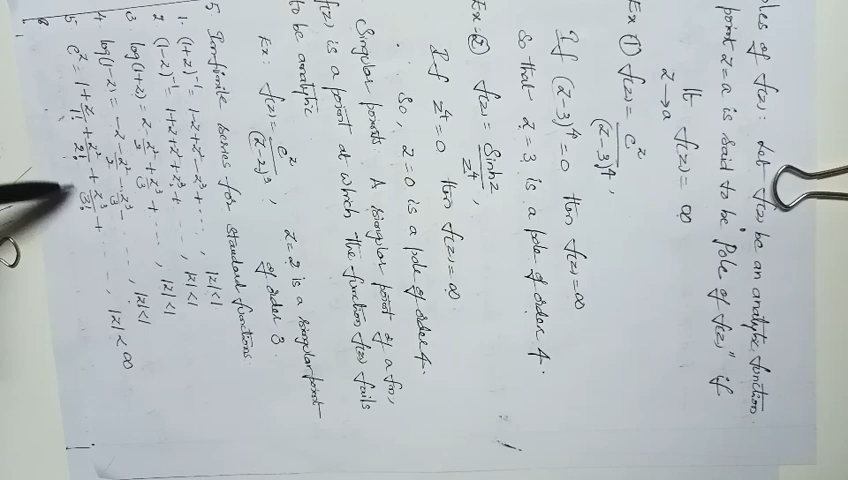 ples of f(z): Let f(z) be an analytic function
point z=a is said to be "Pole of f(z)" if
lt f(z) = ∞
z→a
Ex ① f(z) = e^z / (z-3)^4,
If (z-3)^4 = 0 then f(z) = ∞
so that z = 3 is a pole of order 4.
Ex-② f(z) = Sinhz / z^4,
If z^4 = 0 then f(z) = ∞
So, z=0 is a pole of order 4.
Singular points: A singular point of a fn,
f(z) is a point at which the function f(z) fails
to be analytic
Ex: f(z) = e^z / (z-2)^3, z=2 is a singular point
of order 3.
5 Infinite series for standard functions
1. (1+z)^-1 = 1-z+z^2-z^3+...., |z|<1
2 (1-z)^-1 = 1+z+z^2+z^3+...., |z|<1
3. log(1+z) = z-z^2/2+z^3/3+...., |z|<1
4. log(1-z) = -z-z^2/2-z^3/3-...., |z|<1
5. e^z = 1+z/1!+z^2/2!+z^3/3!+...., |z|<∞
6